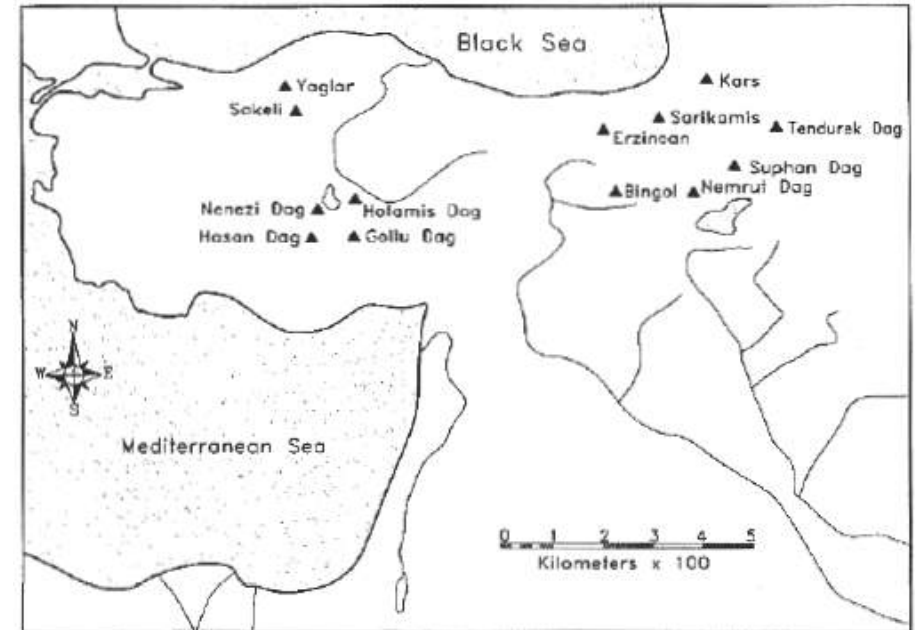 Black Sea
Yaglar
Kars
Sakeli
Sarikamis
Erzincan
Tendurek Dag
Suphan Dag
Bingol
Nemrut Dag
Nenezi Dag
Hotamis Dag
Hasan Dag
Gollu Dag
N
W E
S
Mediterranean Sea
0 1 2 3 4 5
Kilometers x 100